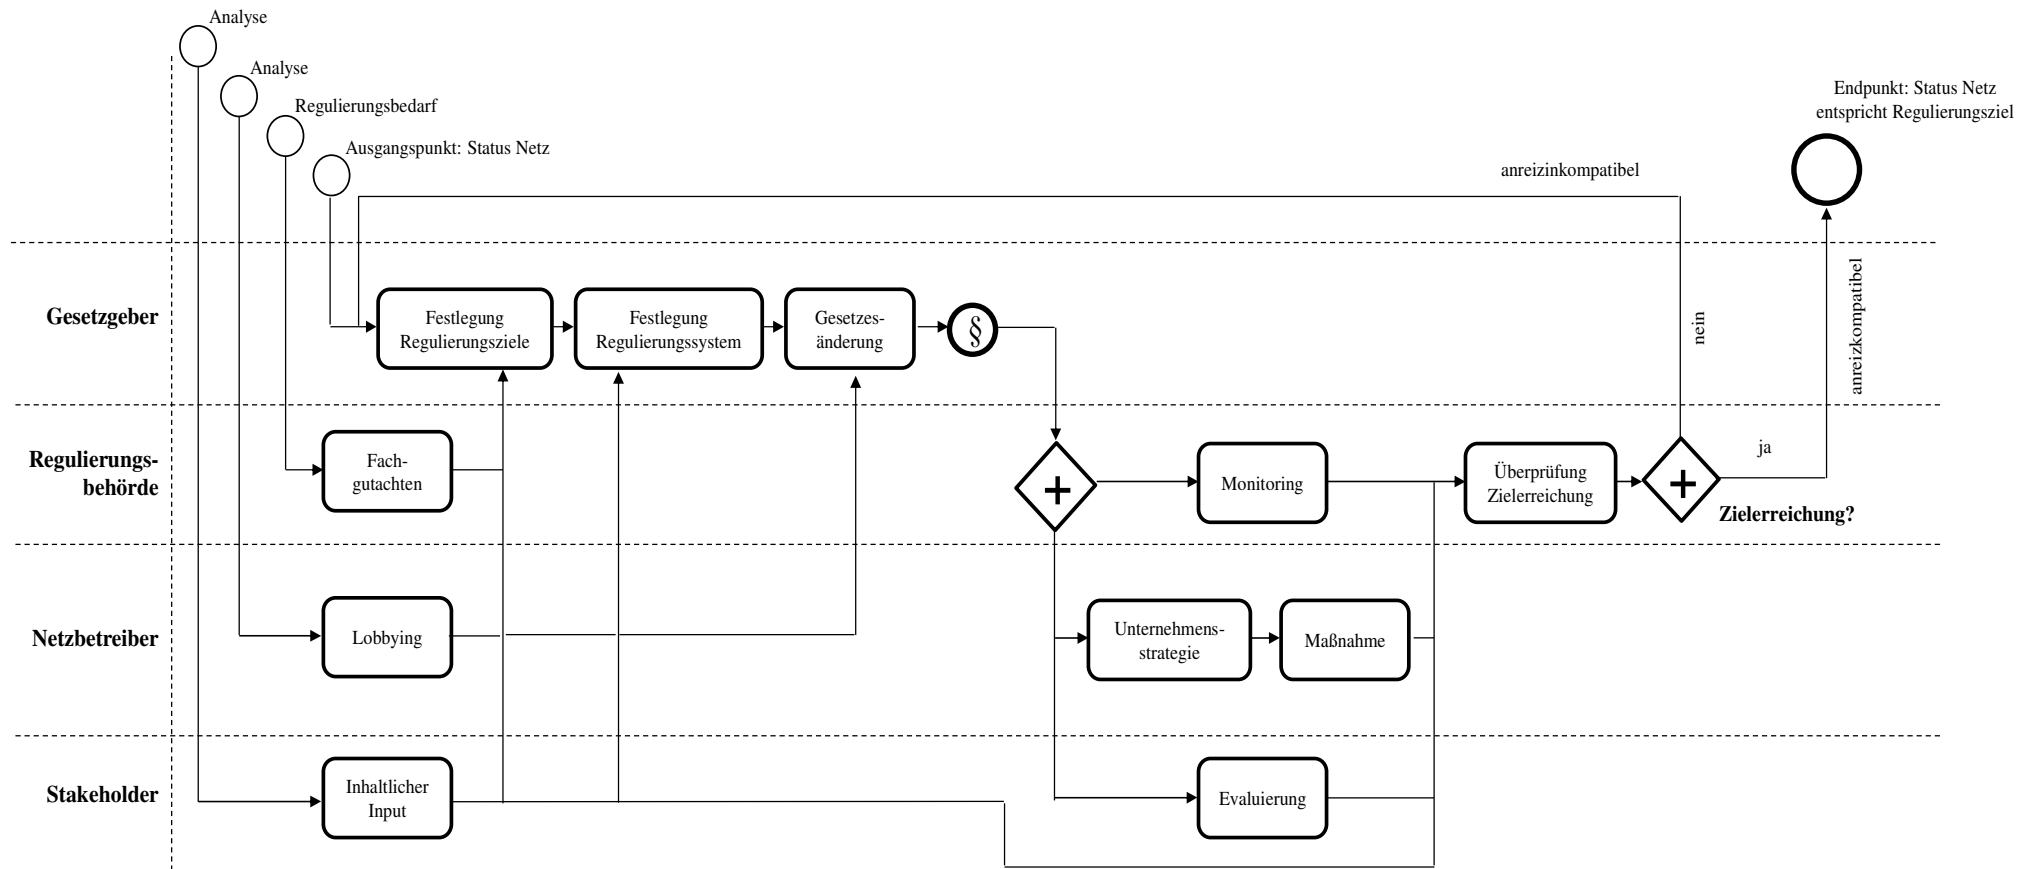 Analyse
Analyse
Regulierungsbedarf
Ausgangspunkt: Status Netz
Endpunkt: Status Netz
entspricht Regulierungsziel
anreizinkompatibel
Gesetzgeber
Festlegung
Regulierungsziele
Festlegung
Regulierungssystem
Gesetzes-
änderung
§
nein
anreizkompatibel
Regulierungs-
behörde
Fach-
gutachten
Monitoring
Überprüfung
Zielerreichung
ja
Zielerreichung?
Netzbetreiber
Lobbying
Unternehmens-
strategie
Maßnahme
Stakeholder
Inhaltlicher
Input
Evaluierung